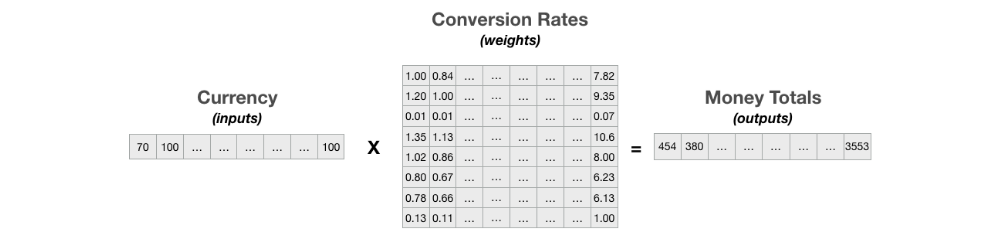 Conversion Rates
(weights)
Currency
(inputs)
70 100 ... ... ... ... ... 100
X
1.00 0.84 ... ... ... ... ... 7.82
1.20 1.00 ... ... ... ... ... 9.35
0.01 0.01 ... ... ... ... ... 0.07
1.35 1.13 ... ... ... ... ... 10.6
1.02 0.86 ... ... ... ... ... 8.00
0.80 0.67 ... ... ... ... ... 6.23
0.78 0.66 ... ... ... ... ... 6.13
0.13 0.11 ... ... ... ... ... 1.00
=
Money Totals
(outputs)
454 380 ... ... ... ... ... 3553